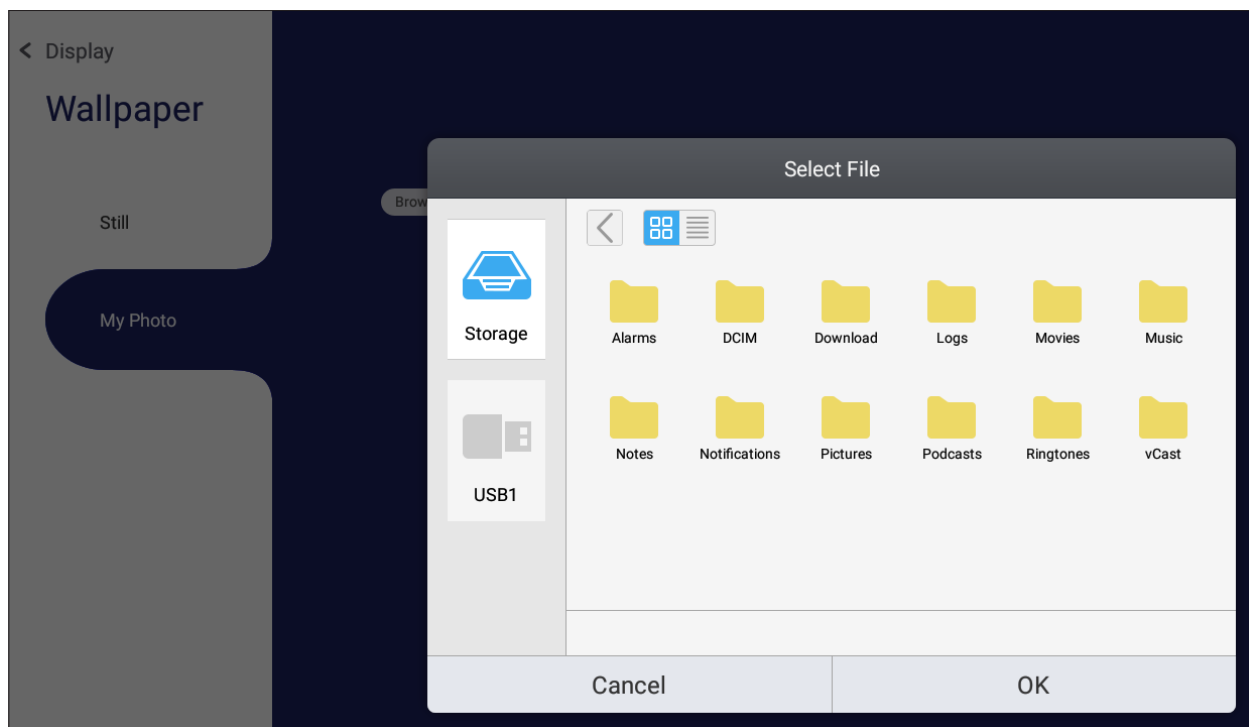 Display
Wallpaper
Still
My Photo
Brow
Select File
Storage
USB1
Alarms DCIM Download Logs Movies Music
Notes Notifications Pictures Podcasts Ringtones vCast
Cancel OK